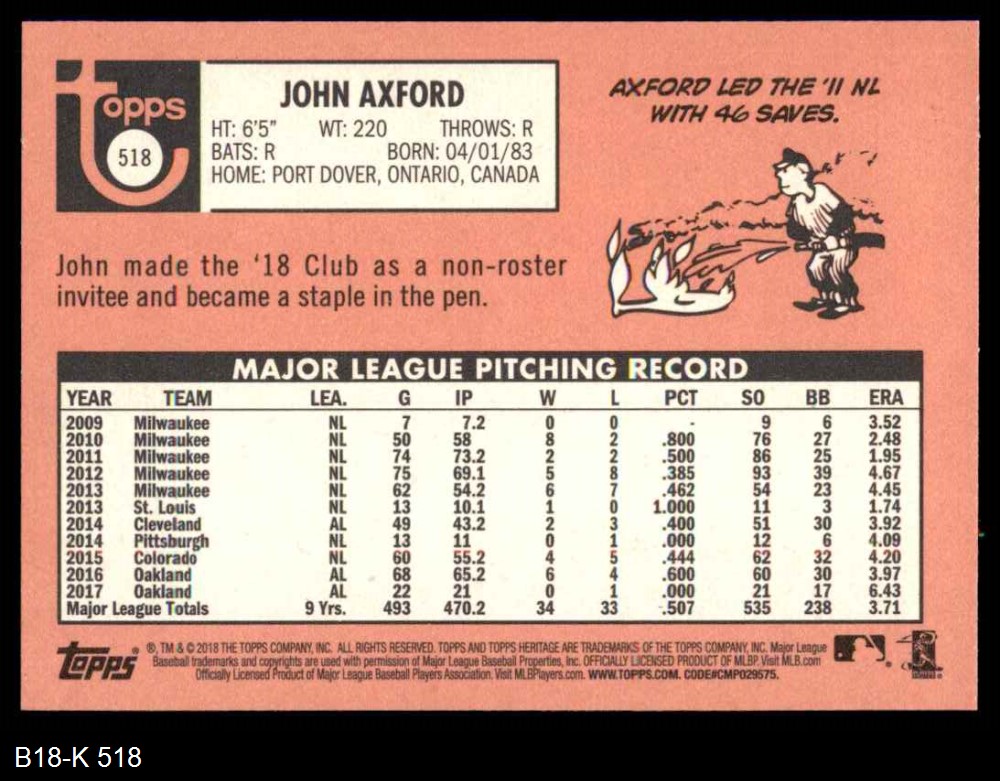 topps
518
JOHN AXFORD
HT: 6'5" WT: 220 THROWS: R
BATS: R BORN: 04/01/83
HOME: PORT DOVER, ONTARIO, CANADA
AXFORD LED THE '11 NL
WITH 46 SAVES.
John made the '18 Club as a non-roster
invitee and became a staple in the pen.
MAJOR LEAGUE PITCHING RECORD
YEAR TEAM LEA. G IP W L PCT SO BB ERA
2009 Milwaukee NL 7 7.2 0 0 - 9 6 3.52
2010 Milwaukee NL 50 58 8 2 .800 76 27 2.48
2011 Milwaukee NL 74 73.2 2 2 .500 86 25 1.95
2012 Milwaukee NL 75 69.1 5 8 .385 93 39 4.67
2013 Milwaukee NL 62 54.2 6 7 .462 54 23 4.45
2013 St. Louis NL 13 10.1 1 0 1.000 11 3 1.74
2014 Cleveland AL 49 43.2 2 3 .400 51 30 3.92
2014 Pittsburgh NL 13 11 0 1 .000 12 6 4.09
2015 Colorado NL 60 55.2 4 5 .444 62 32 4.20
2016 Oakland AL 68 65.2 6 4 .600 60 30 3.97
2017 Oakland AL 22 21 0 1 .000 21 17 6.43
Major League Totals 9 Yrs. 493 470.2 34 33 .507 535 238 3.71
topps ®, TM & © 2018 THE TOPPS COMPANY, INC. ALL RIGHTS RESERVED. TOPPS AND TOPPS HERITAGE ARE TRADEMARKS OF THE TOPPS COMPANY, INC. Major League
Baseball trademarks and copyrights are used with permission of Major League Baseball Properties, Inc. OFFICIALLY LICENSED PRODUCT OF MLBP. Visit MLB.com
Officially Licensed Product of Major League Baseball Players Association. Visit MLBPlayers.com. WWW.TOPPS.COM. CODE#CMP029575.
B18-K 518